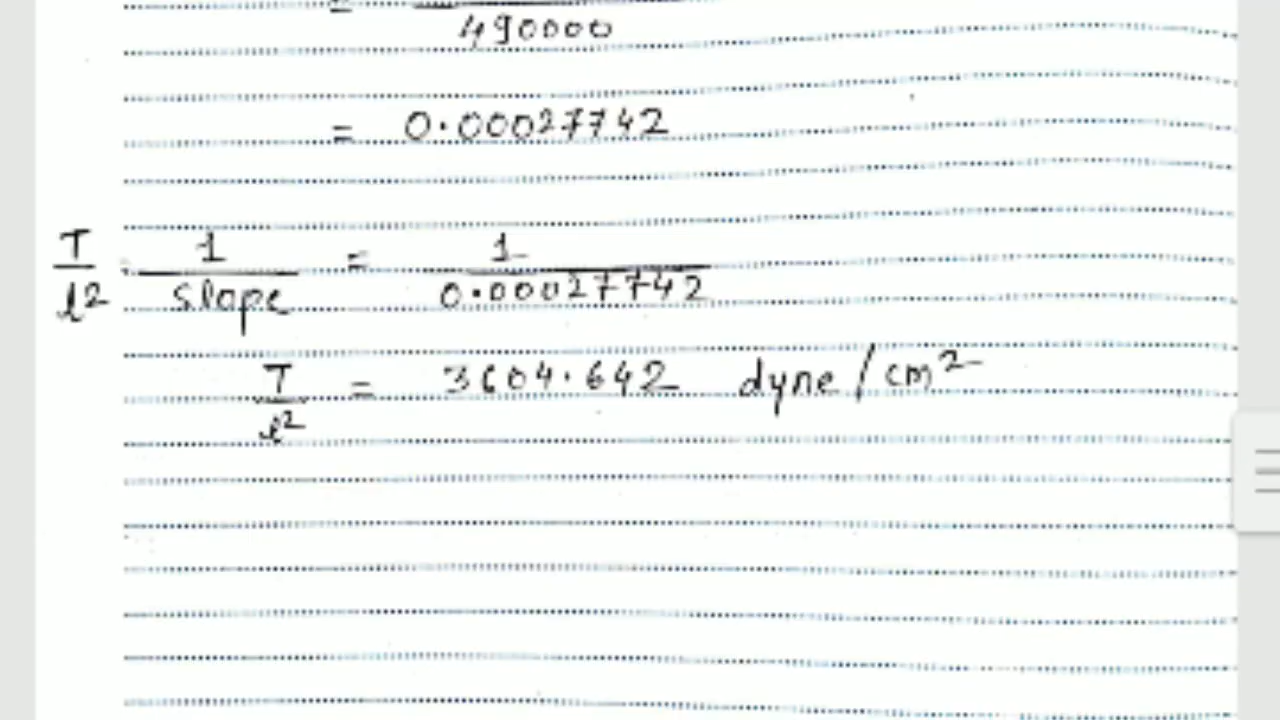 =
490000
= 0.00027742
T/l² = 1/slope = 1/0.00027742
T/l² = 3604.642 dyne/cm²